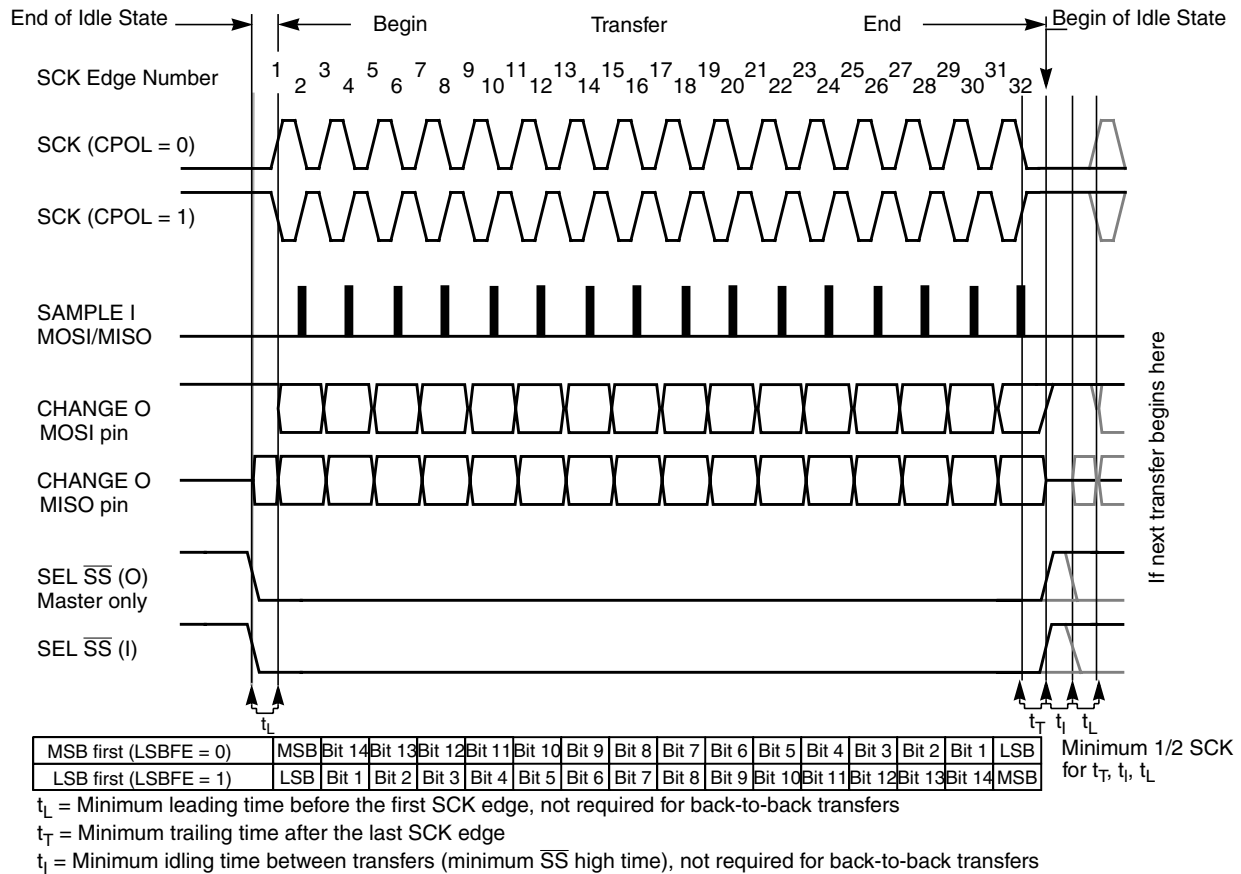 End of Idle State
Begin
Transfer
End
Begin of Idle State
SCK Edge Number
1 2 3 4 5 6 7 8 9 10 11 12 13 14 15 16 17 18 19 20 21 22 23 24 25 26 27 28 29 30 31 32
SCK (CPOL = 0)
SCK (CPOL = 1)
SAMPLE I
MOSI/MISO
CHANGE O
MOSI pin
CHANGE O
MISO pin
SEL S̅S̅ (O)
Master only
SEL S̅S̅ (I)
If next transfer begins here
tL
tT tI tL
MSB first (LSBFE = 0) MSB Bit 14 Bit 13 Bit 12 Bit 11 Bit 10 Bit 9 Bit 8 Bit 7 Bit 6 Bit 5 Bit 4 Bit 3 Bit 2 Bit 1 LSB
LSB first (LSBFE = 1) LSB Bit 1 Bit 2 Bit 3 Bit 4 Bit 5 Bit 6 Bit 7 Bit 8 Bit 9 Bit 10 Bit 11 Bit 12 Bit 13 Bit 14 MSB
Minimum 1/2 SCK
for tT, tI, tL
tL = Minimum leading time before the first SCK edge, not required for back-to-back transfers
tT = Minimum trailing time after the last SCK edge
tI = Minimum idling time between transfers (minimum S̅S̅ high time), not required for back-to-back transfers